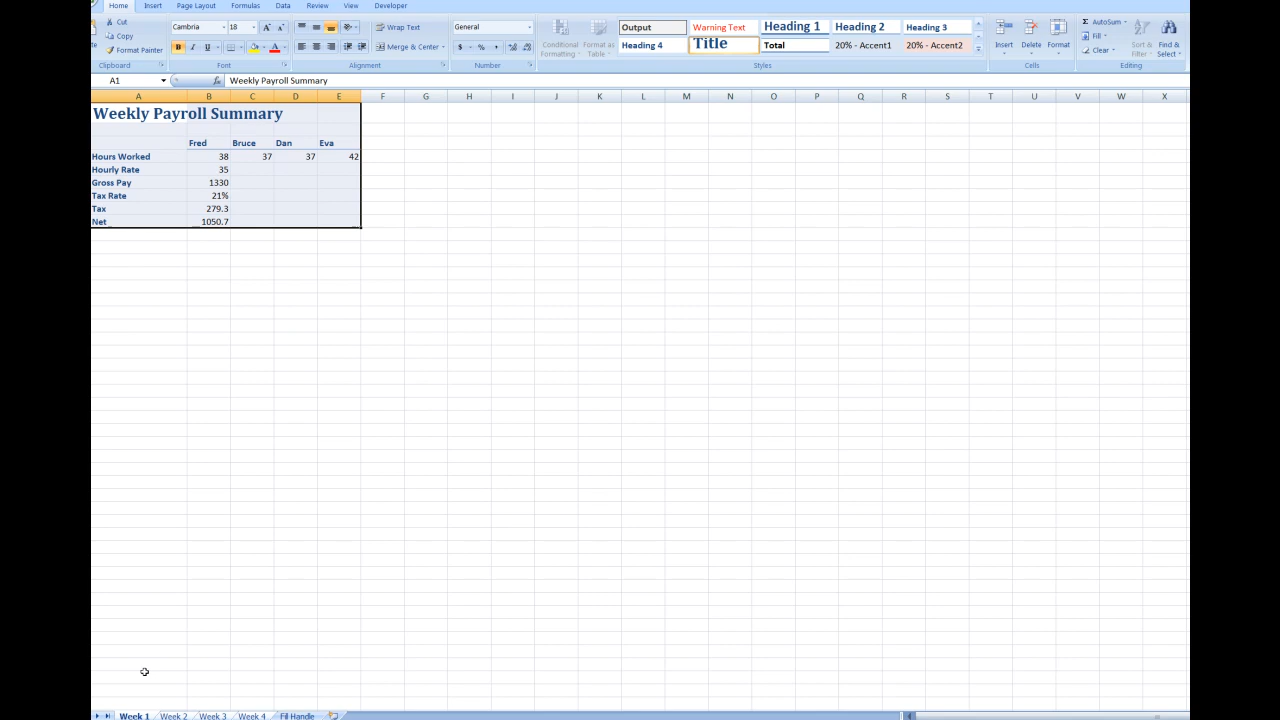 Home Insert Page Layout Formulas Data Review View Developer
Cut
Copy
Format Painter
Clipboard
Cambria 18 A A
B I U A
Font
Wrap Text
Merge & Center
Alignment
General
$ % ,
Number
Conditional Formatting
Format as Table
Output Warning Text Heading 1 Heading 2 Heading 3
Heading 4 Title Total 20% - Accent1 20% - Accent2
Styles
Insert Delete Format
Cells
Σ AutoSum
Fill
Clear
Sort & Filter
Find & Select
Editing
A1 fx Weekly Payroll Summary
A B C D E F G H I J K L M N O P Q R S T U V W X
Weekly Payroll Summary
Fred Bruce Dan Eva
Hours Worked 38 37 37 42
Hourly Rate 35
Gross Pay 1330
Tax Rate 21%
Tax 279.3
Net 1050.7
Week 1 Week 2 Week 3 Week 4 Fill Handle